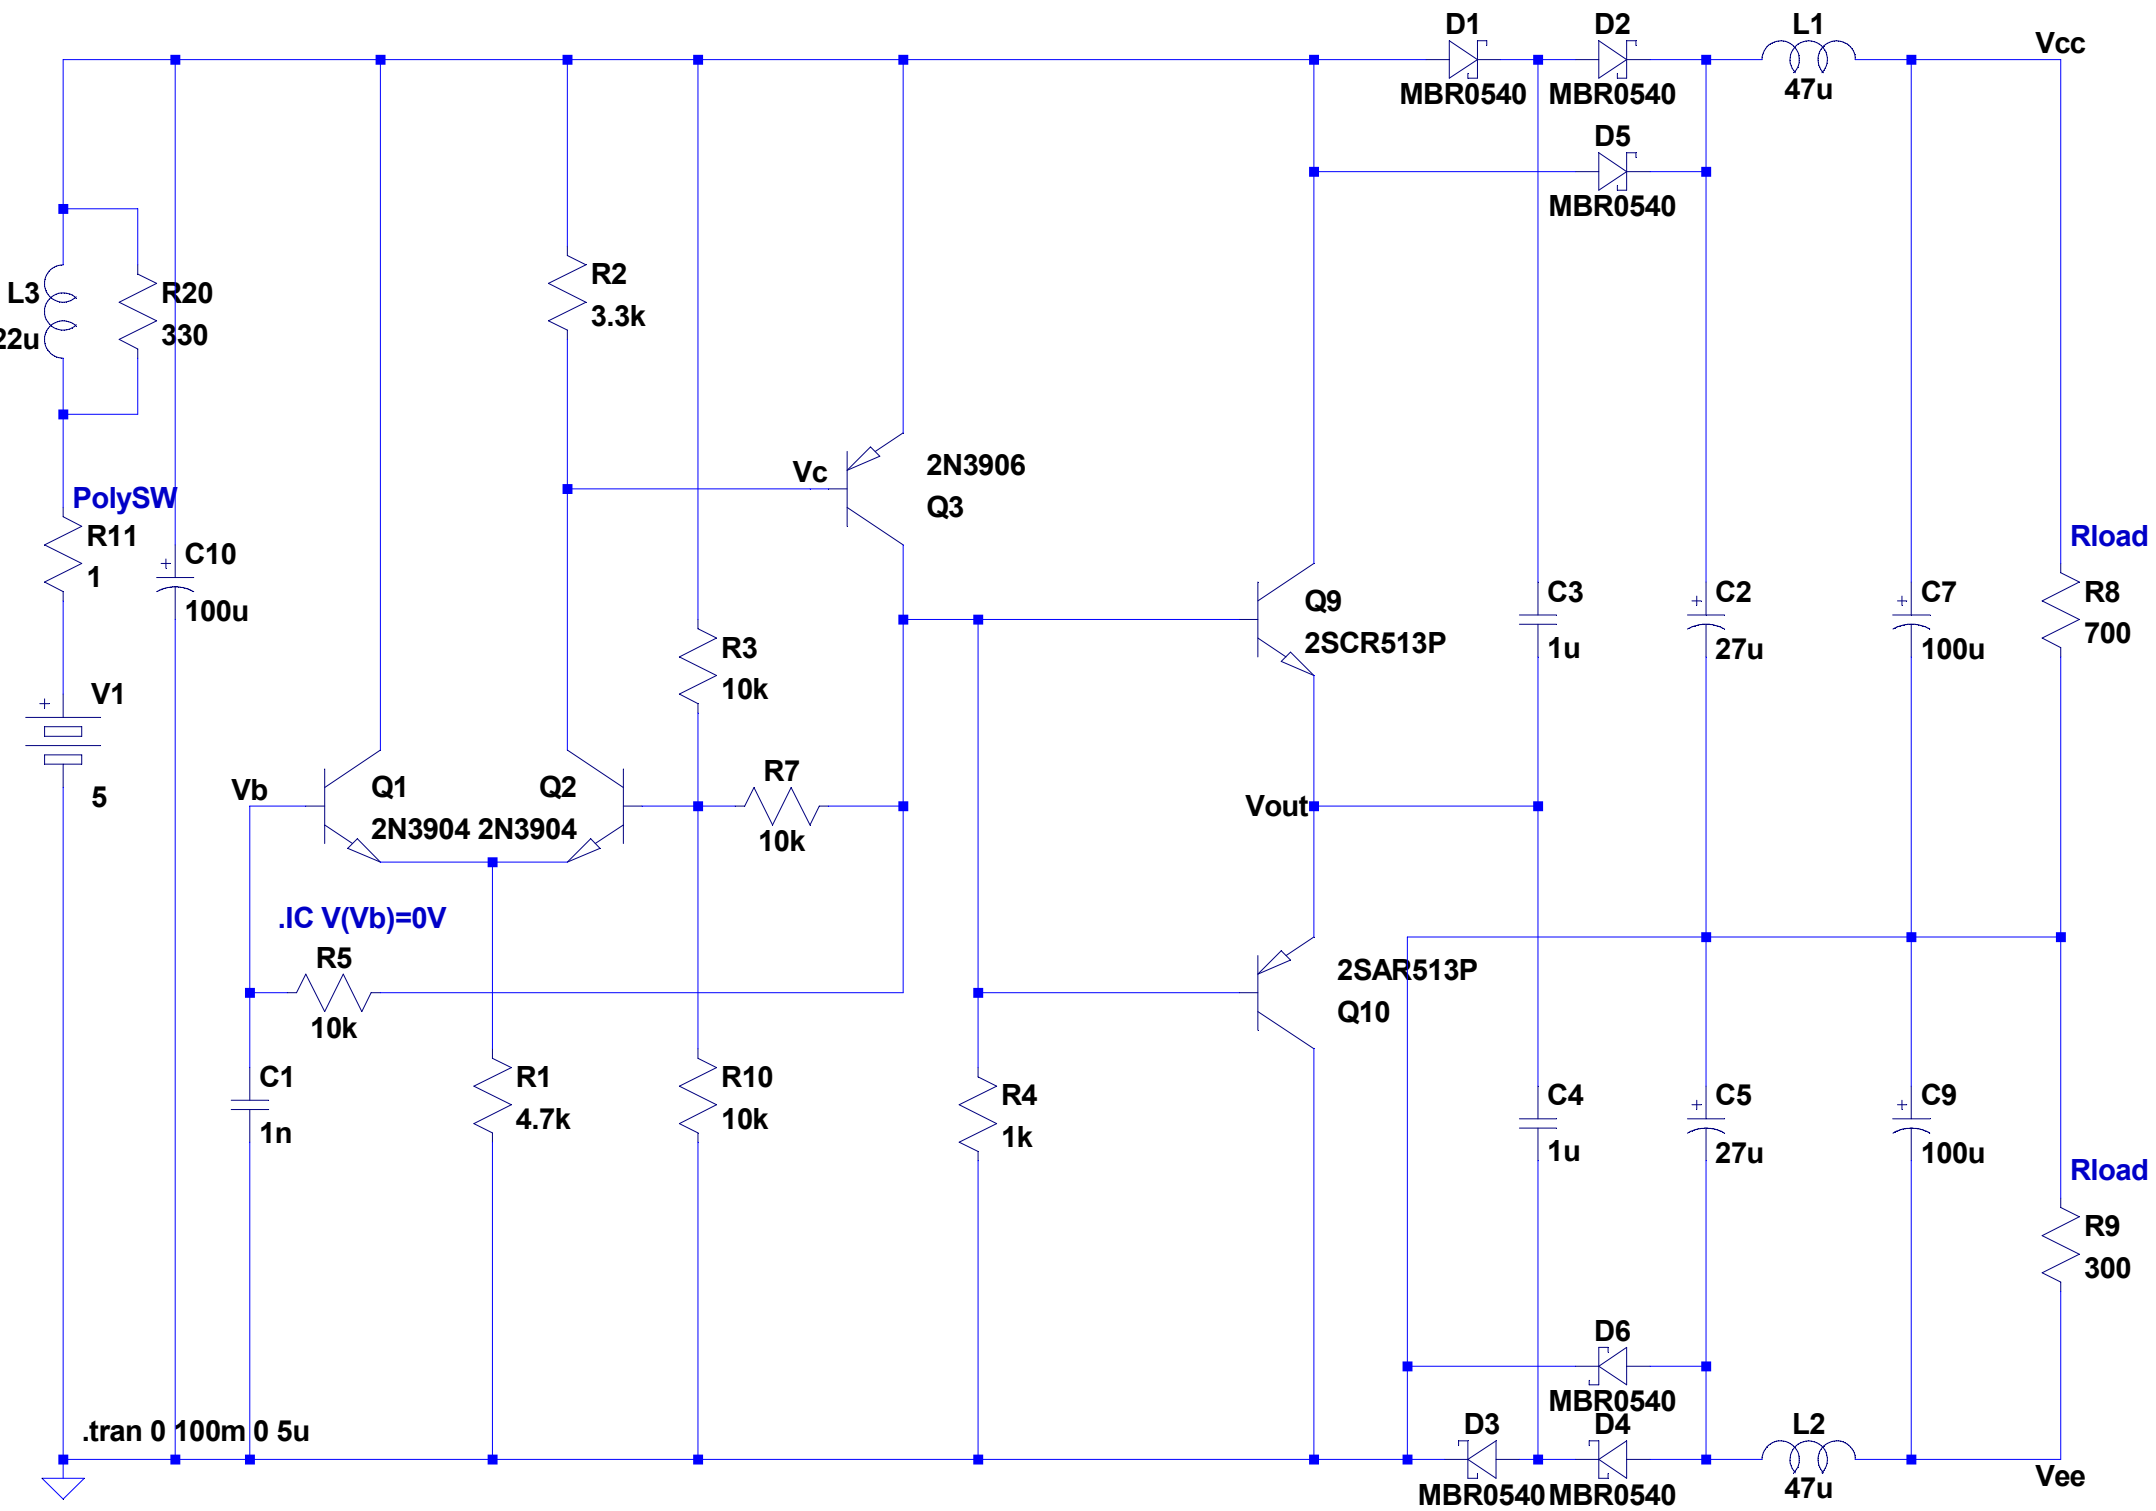 D1
MBR0540
D2
MBR0540
L1
47u
Vcc
D5
MBR0540
L3
22u
R20
330
R2
3.3k
PolySW
R11
1
C10
100u
Vc
2N3906
Q3
Rload
R8
700
C3
1u
C2
27u
C7
100u
Q9
2SCR513P
R3
10k
V1
5
Vb
Q1
2N3904
Q2
2N3904
R7
10k
Vout
.IC V(Vb)=0V
R5
10k
2SAR513P
Q10
C1
1n
R1
4.7k
R10
10k
R4
1k
C4
1u
C5
27u
C9
100u
Rload
R9
300
D6
MBR0540
.tran 0 100m 0 5u
D3
MBR0540
D4
MBR0540
L2
47u
Vee